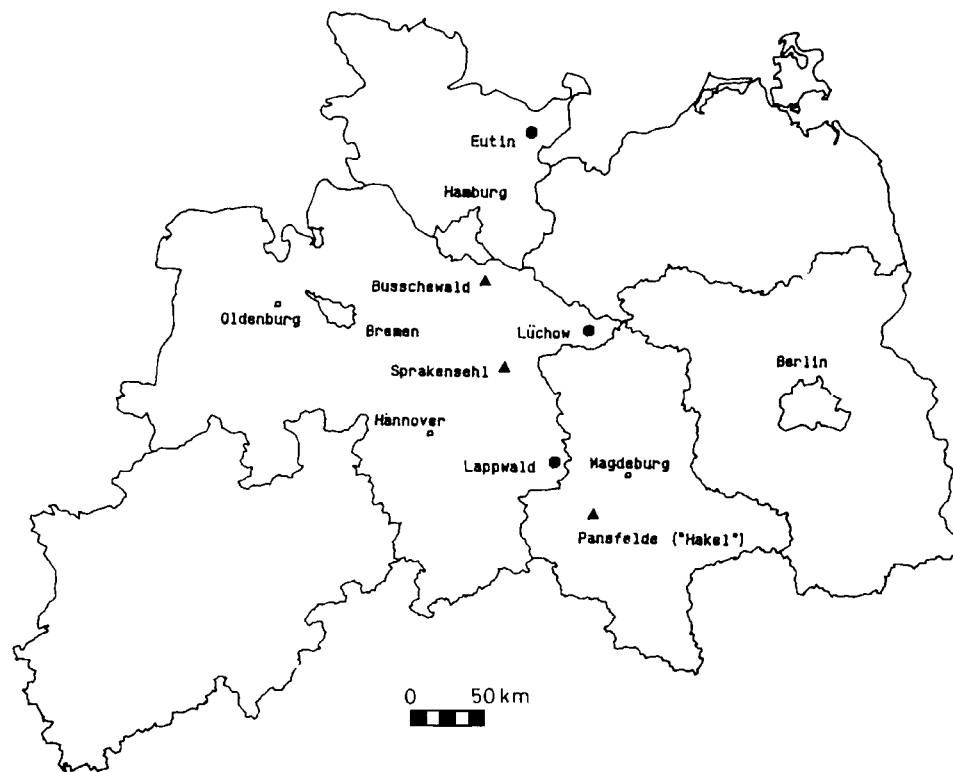 Eutin
Hamburg
Busschewald
Oldenburg
Bremen
Lüchow
Berlin
Sprakensehl
Hannover
Lappwald
Magdeburg
Pansfelde ("Hakel")
0 50 km